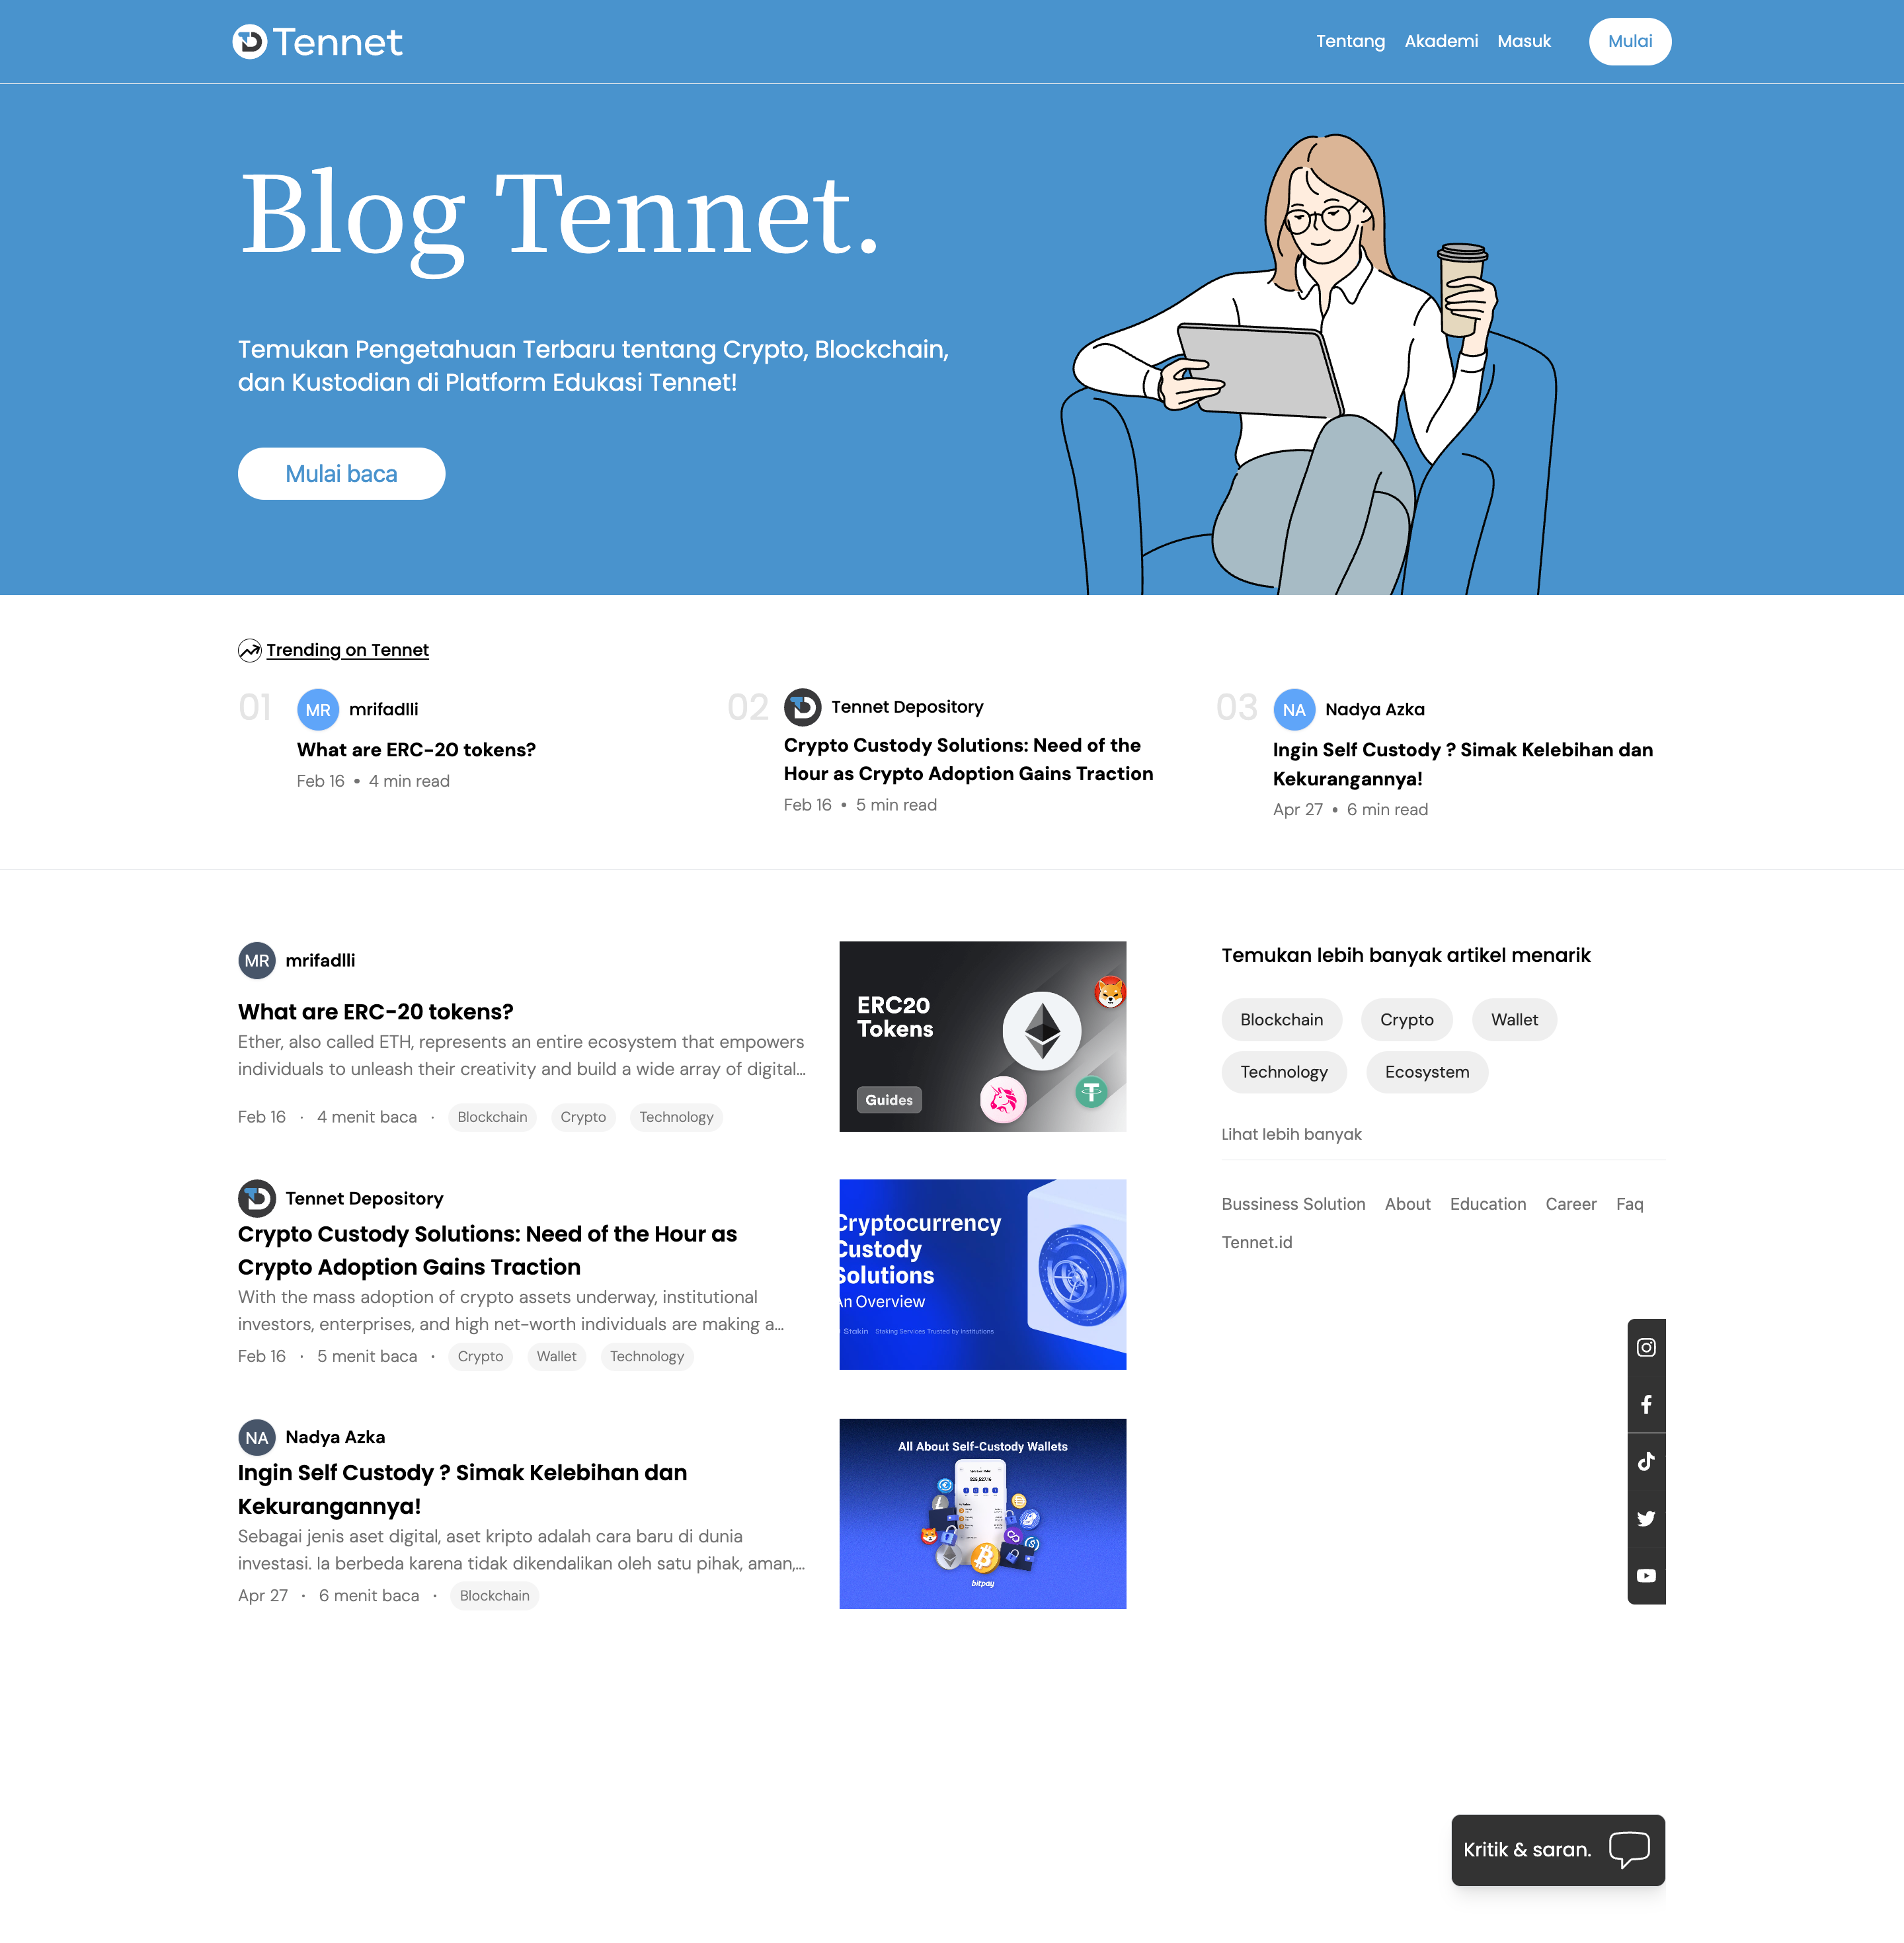 Tennet
Tentang Akademi Masuk Mulai
Blog Tennet.
Temukan Pengetahuan Terbaru tentang Crypto, Blockchain,
dan Kustodian di Platform Edukasi Tennet!
Mulai baca
Trending on Tennet
01
MR mrifadlli
What are ERC-20 tokens?
Feb 16 • 4 min read
02
Tennet Depository
Crypto Custody Solutions: Need of the
Hour as Crypto Adoption Gains Traction
Feb 16 • 5 min read
03
NA Nadya Azka
Ingin Self Custody ? Simak Kelebihan dan
Kekurangannya!
Apr 27 • 6 min read
MR mrifadlli
What are ERC-20 tokens?
Ether, also called ETH, represents an entire ecosystem that empowers
individuals to unleash their creativity and build a wide array of digital...
Feb 16 · 4 menit baca · Blockchain Crypto Technology
ERC20
Tokens
Guides
Tennet Depository
Crypto Custody Solutions: Need of the Hour as
Crypto Adoption Gains Traction
With the mass adoption of crypto assets underway, institutional
investors, enterprises, and high net-worth individuals are making a...
Feb 16 · 5 menit baca · Crypto Wallet Technology
Cryptocurrency
Custody
Solutions
An Overview
Stakin Staking Services Trusted by Institutions
NA Nadya Azka
Ingin Self Custody ? Simak Kelebihan dan
Kekurangannya!
Sebagai jenis aset digital, aset kripto adalah cara baru di dunia
investasi. Ia berbeda karena tidak dikendalikan oleh satu pihak, aman,...
Apr 27 · 6 menit baca · Blockchain
All About Self-Custody Wallets
bitpay
Temukan lebih banyak artikel menarik
Blockchain Crypto Wallet
Technology Ecosystem
Lihat lebih banyak
Bussiness Solution About Education Career Faq
Tennet.id
Kritik & saran.